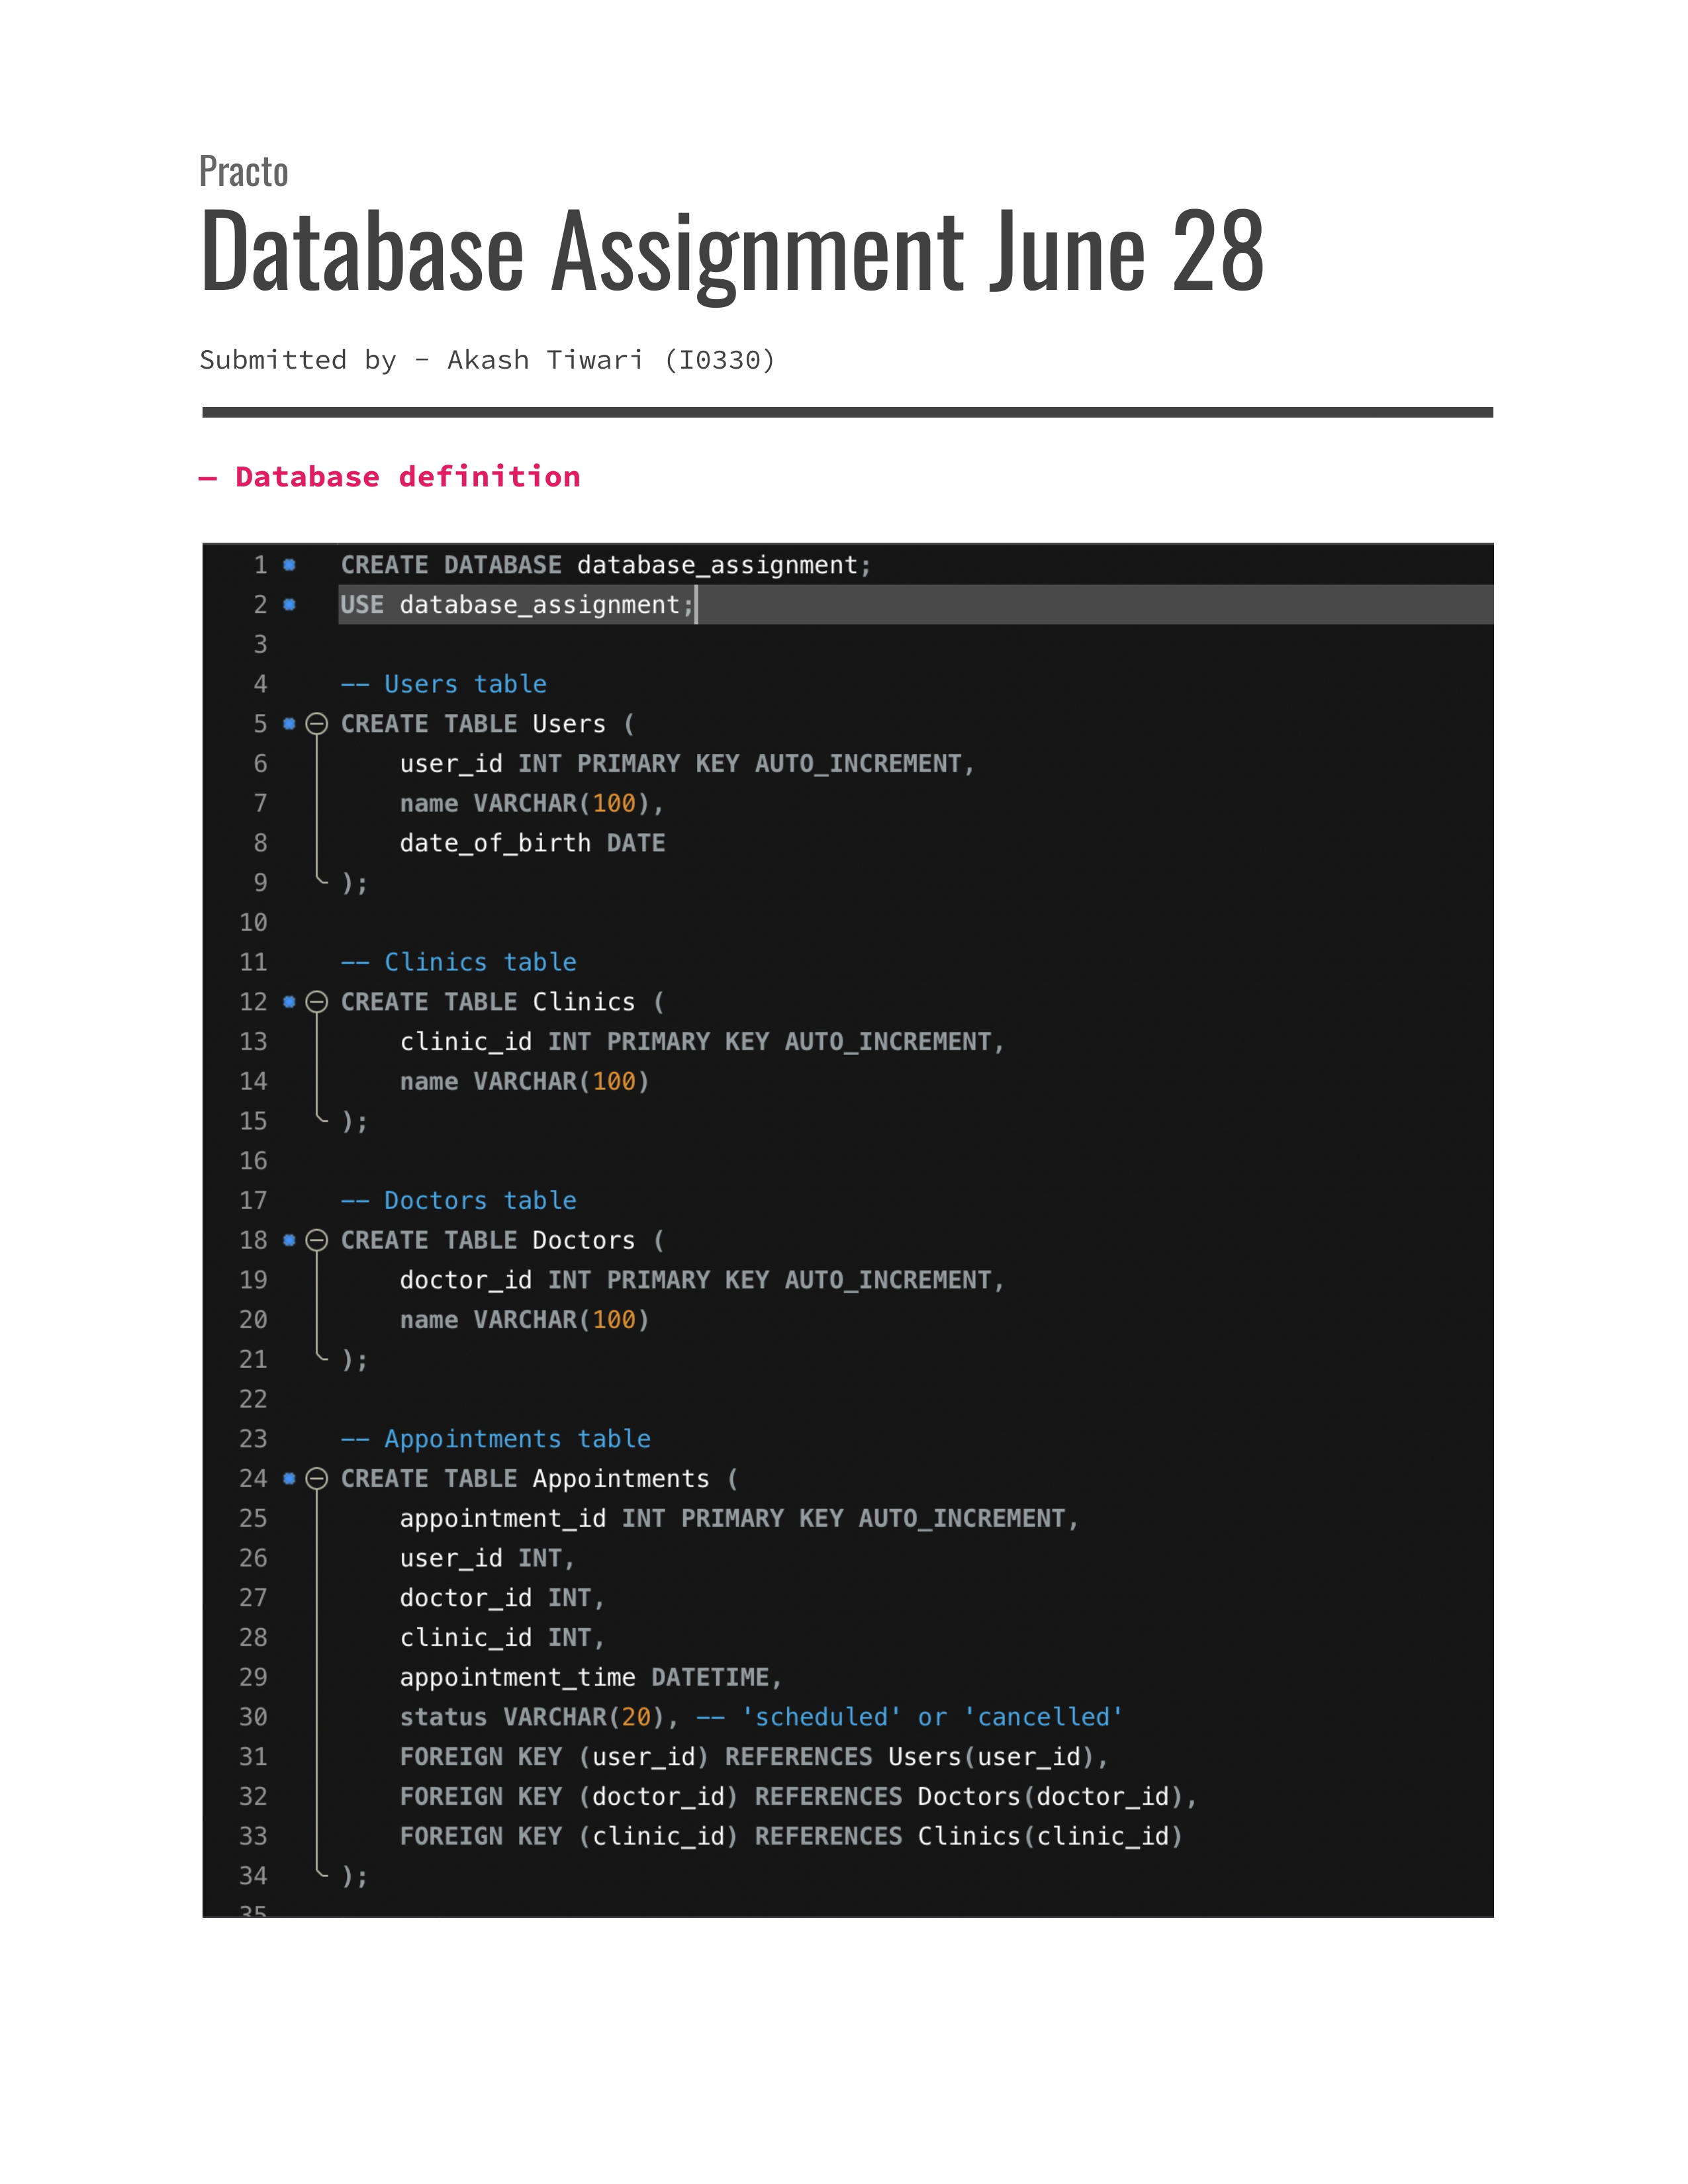 Practo
Database Assignment June 28
Submitted by - Akash Tiwari (I0330)
— Database definition
1 CREATE DATABASE database_assignment;
2 USE database_assignment;
3
4 -- Users table
5 CREATE TABLE Users (
6 user_id INT PRIMARY KEY AUTO_INCREMENT,
7 name VARCHAR(100),
8 date_of_birth DATE
9 );
10
11 -- Clinics table
12 CREATE TABLE Clinics (
13 clinic_id INT PRIMARY KEY AUTO_INCREMENT,
14 name VARCHAR(100)
15 );
16
17 -- Doctors table
18 CREATE TABLE Doctors (
19 doctor_id INT PRIMARY KEY AUTO_INCREMENT,
20 name VARCHAR(100)
21 );
22
23 -- Appointments table
24 CREATE TABLE Appointments (
25 appointment_id INT PRIMARY KEY AUTO_INCREMENT,
26 user_id INT,
27 doctor_id INT,
28 clinic_id INT,
29 appointment_time DATETIME,
30 status VARCHAR(20), -- 'scheduled' or 'cancelled'
31 FOREIGN KEY (user_id) REFERENCES Users(user_id),
32 FOREIGN KEY (doctor_id) REFERENCES Doctors(doctor_id),
33 FOREIGN KEY (clinic_id) REFERENCES Clinics(clinic_id)
34 );
35